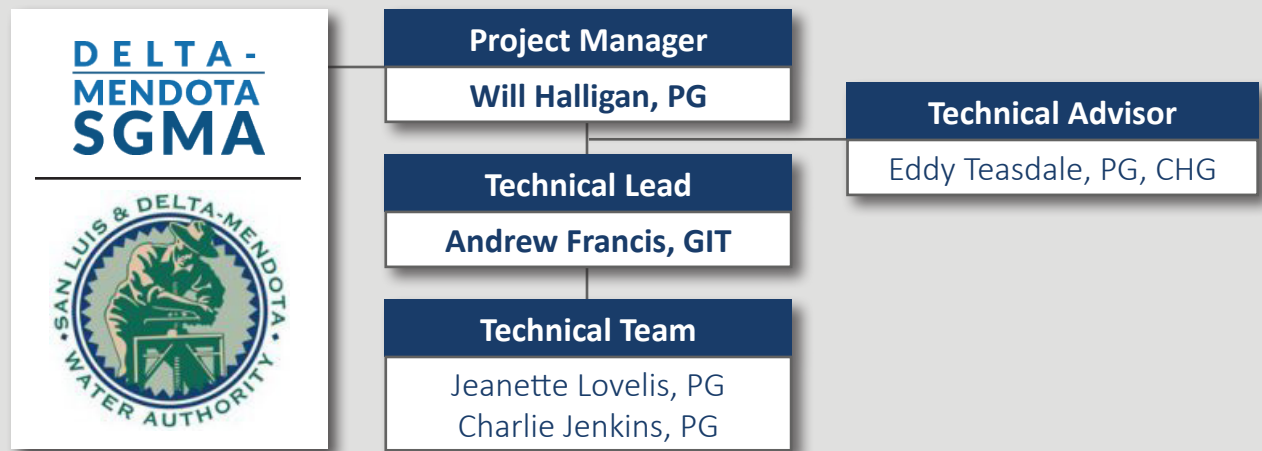 DELTA-
MENDOTA
SGMA
SAN LUIS & DELTA-MENDOTA
WATER AUTHORITY
Project Manager
Will Halligan, PG
Technical Advisor
Eddy Teasdale, PG, CHG
Technical Lead
Andrew Francis, GIT
Technical Team
Jeanette Lovelis, PG
Charlie Jenkins, PG